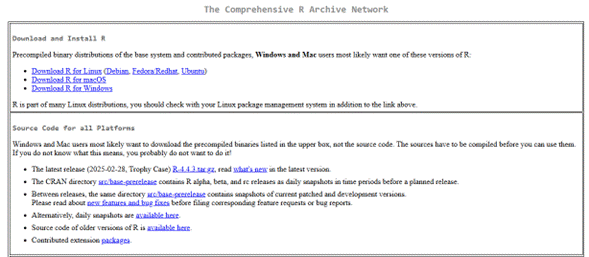 The Comprehensive R Archive Network
Download and Install R
Precompiled binary distributions of the base system and contributed packages, Windows and Mac users most likely want one of these versions of R:
Download R for Linux (Debian, Fedora/Redhat, Ubuntu)
Download R for macOS
Download R for Windows
R is part of many Linux distributions, you should check with your Linux package management system in addition to the link above.
Source Code for all Platforms
Windows and Mac users most likely want to download the precompiled binaries listed in the upper box, not the source code. The sources have to be compiled before you can use them.
If you do not know what this means, you probably do not want to do it!
The latest release (2025-02-28, Trophy Case) R-4.4.3.tar.gz, read what's new in the latest version.
The CRAN directory src/base-prerelease contains R alpha, beta, and rc releases as daily snapshots in time periods before a planned release.
Between releases, the same directory src/base-prerelease contains snapshots of current patched and development versions.
Please read about new features and bug fixes before filing corresponding feature requests or bug reports.
Alternatively, daily snapshots are available here.
Source code of older versions of R is available here.
Contributed extension packages.